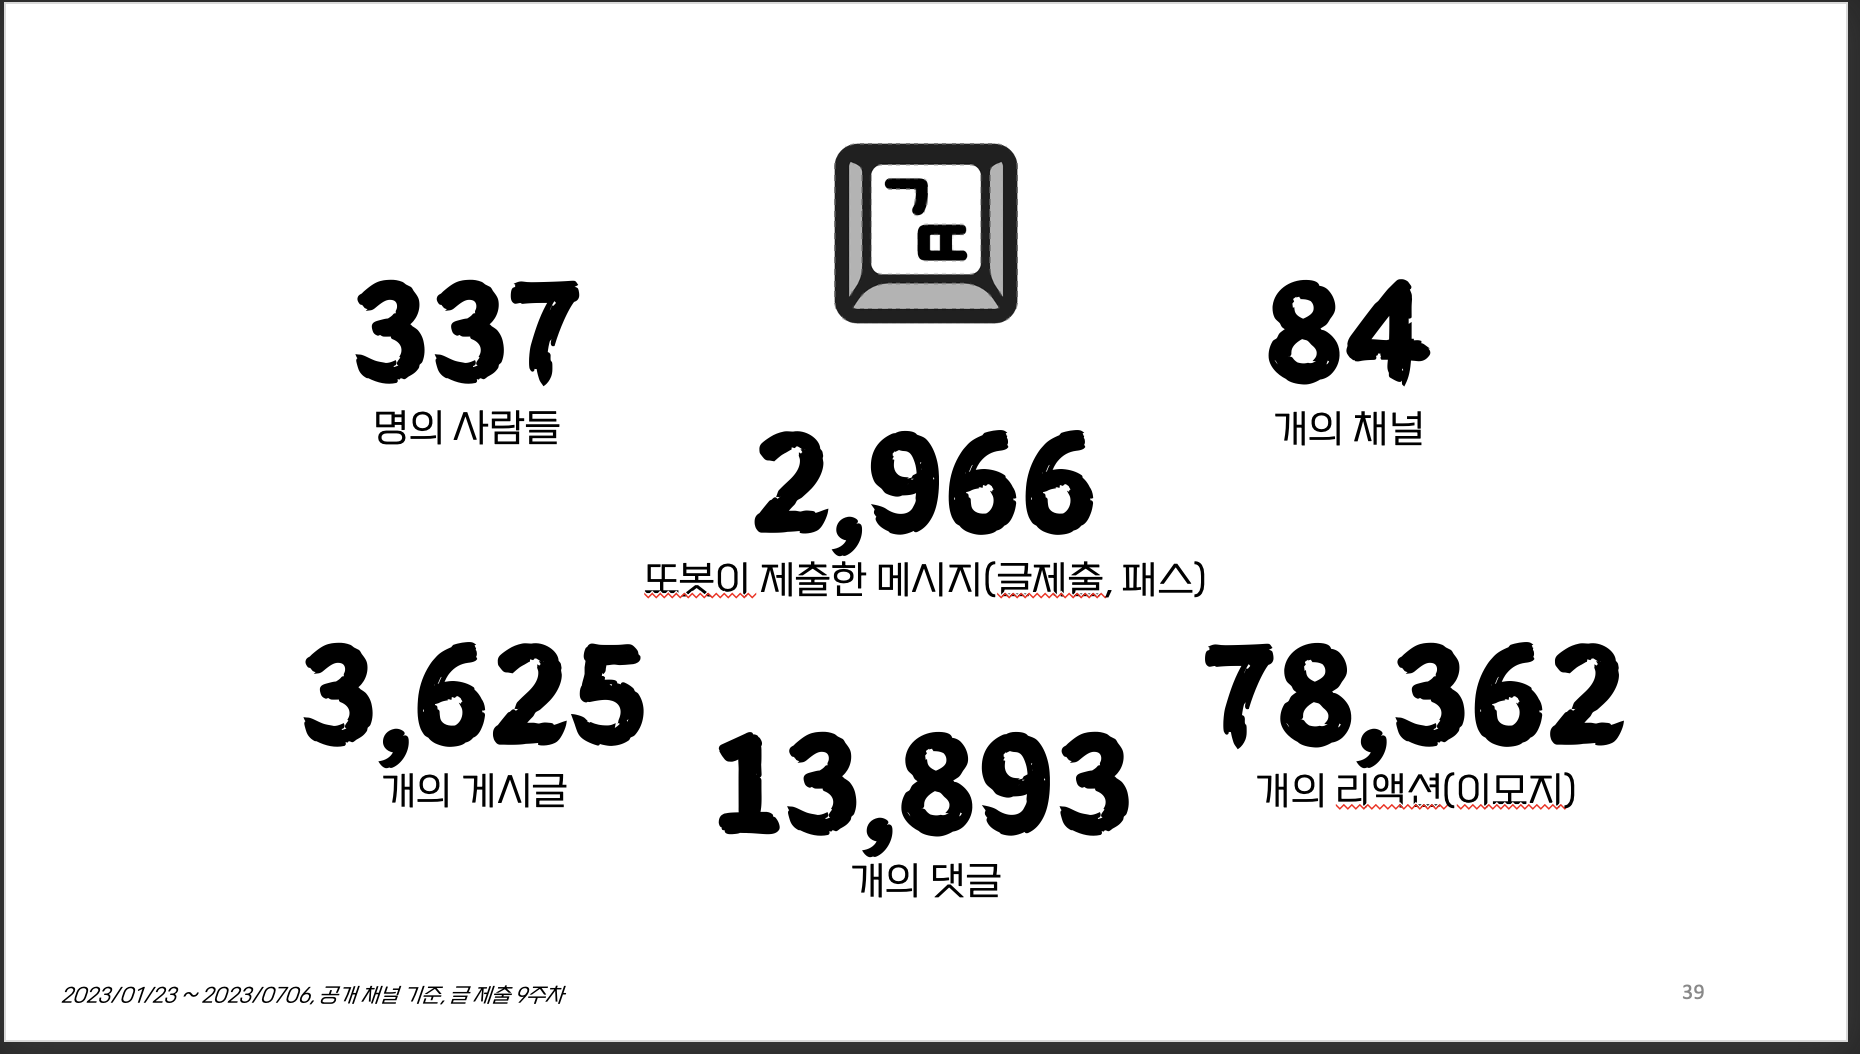 ㄱ
ㅍ
337
명의 사람들
84
개의 채널
2,966
또봇이 제출한 메시지(글제출, 패스)
3,625
개의 게시글
78,362
개의 리액션(이모지)
13,893
개의 댓글
2023/01/23 ~ 2023/0706, 공개 채널 기준, 글 제출 9주차
39